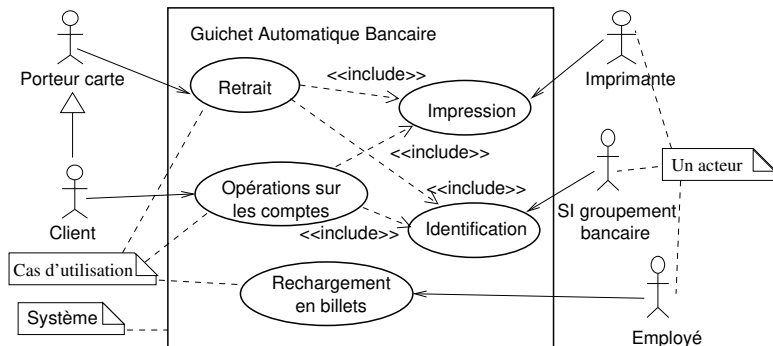 Guichet Automatique Bancaire
Porteur carte
Retrait
<<include>>
Impression
Imprimante
<<include>>
Un acteur
Client
Opérations sur
les comptes
<<include>>
<<include>>
Identification
SI groupement
bancaire
Cas d'utilisation
Rechargement
en billets
Système
Employé